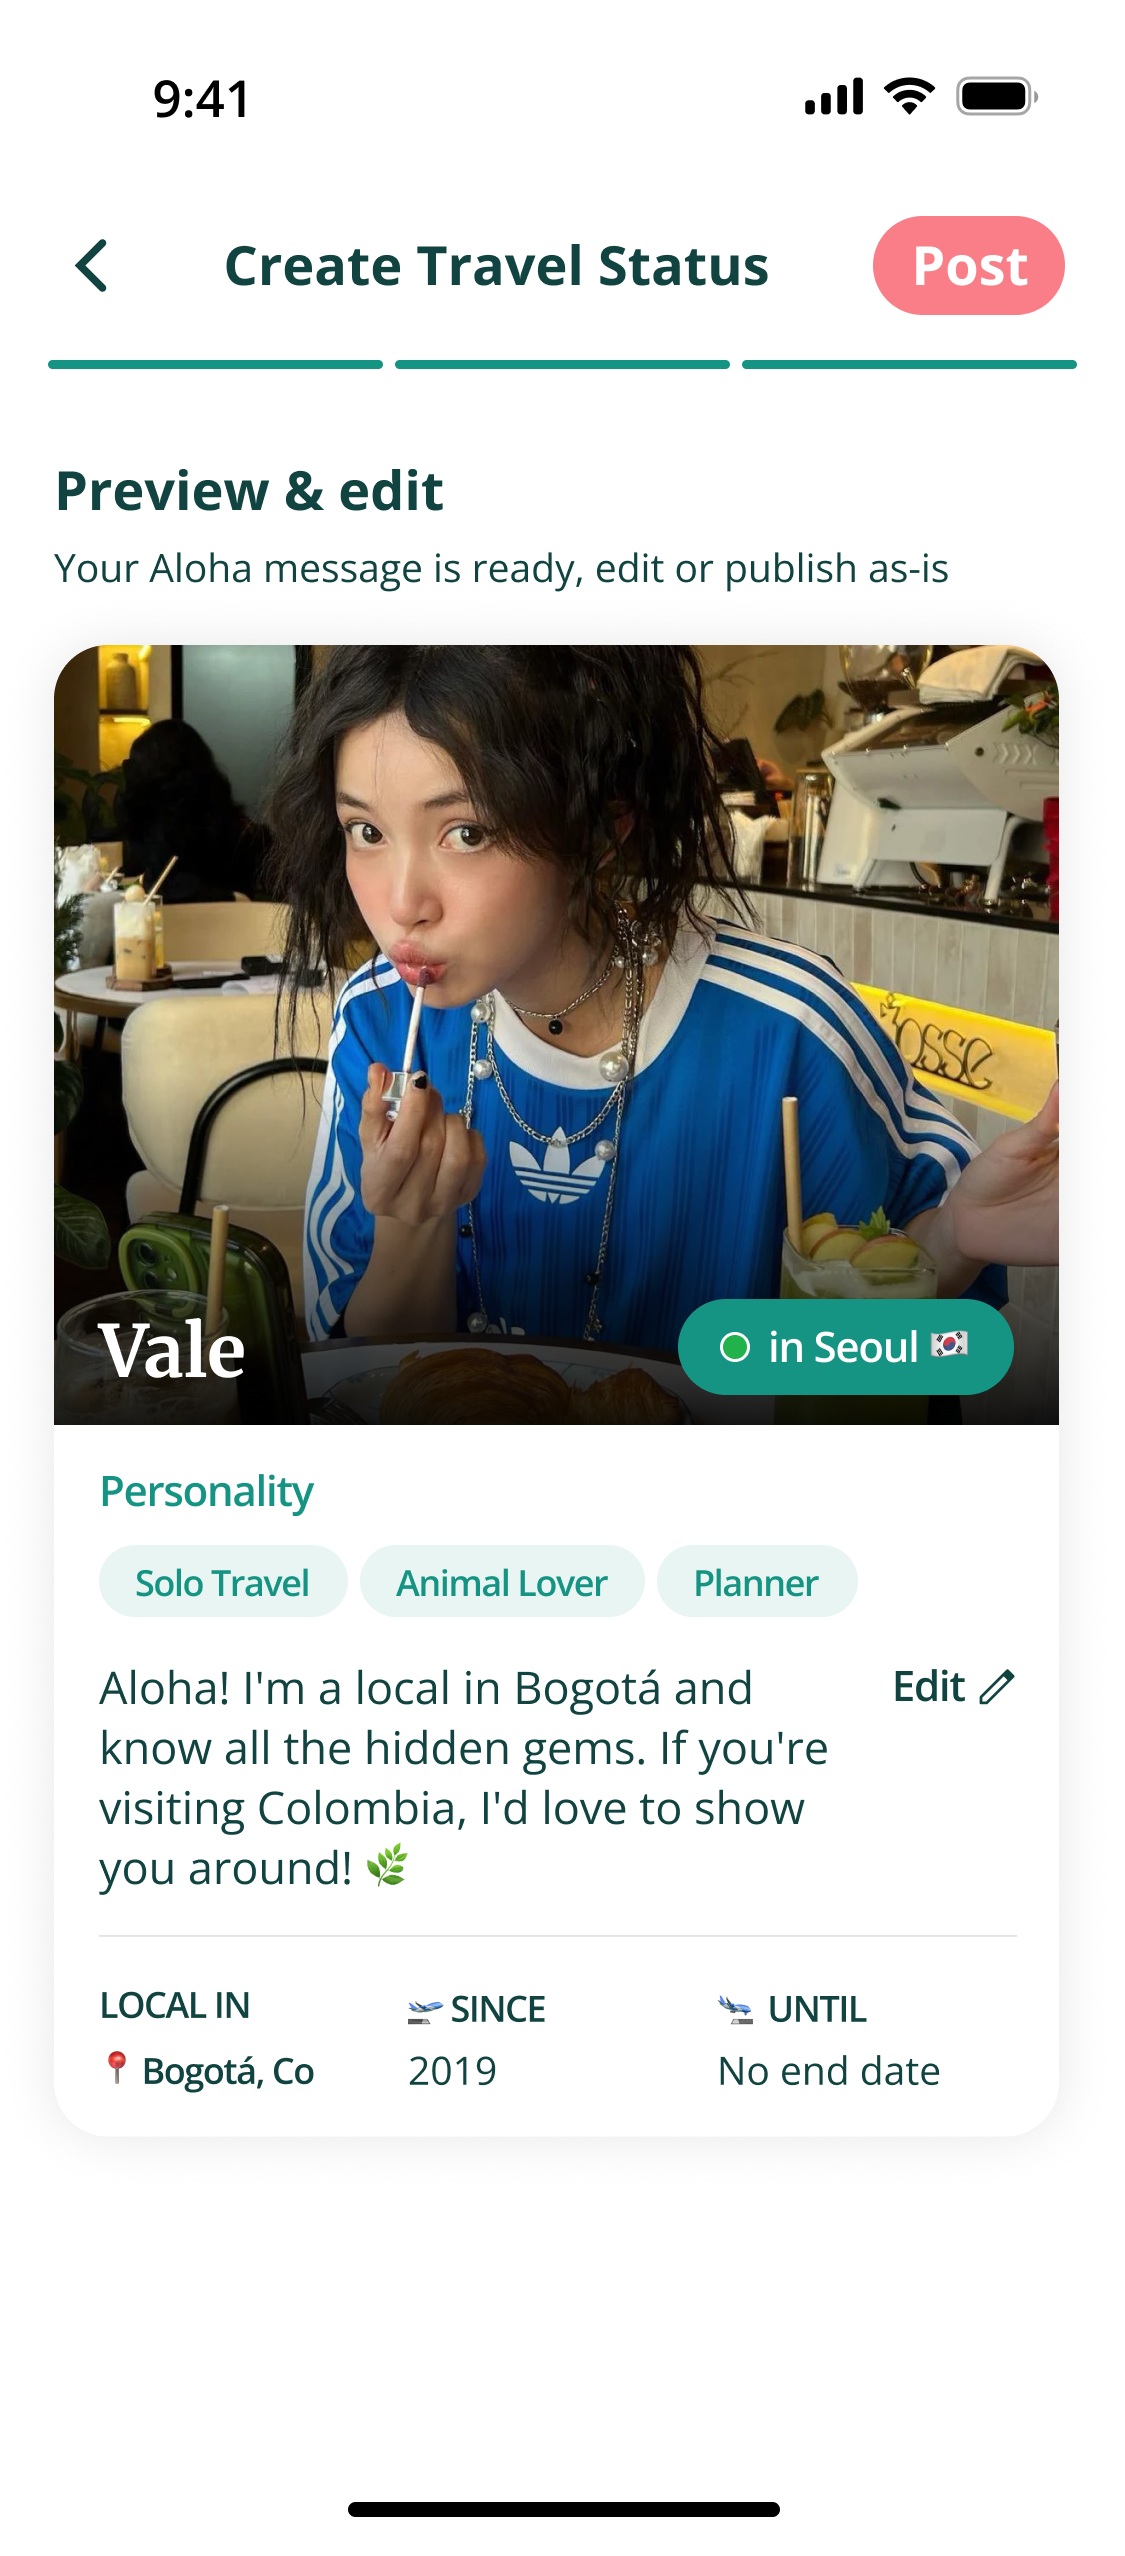 9:41
Create Travel Status
Post
Preview & edit
Your Aloha message is ready, edit or publish as-is
osse
Vale
in Seoul 🇰🇷
Personality
Solo Travel
Animal Lover
Planner
Aloha! I'm a local in Bogotá and
know all the hidden gems. If you're
visiting Colombia, I'd love to show
you around! 🌿
Edit
LOCAL IN
🛫 SINCE
🛬 UNTIL
📍 Bogotá, Co
2019
No end date